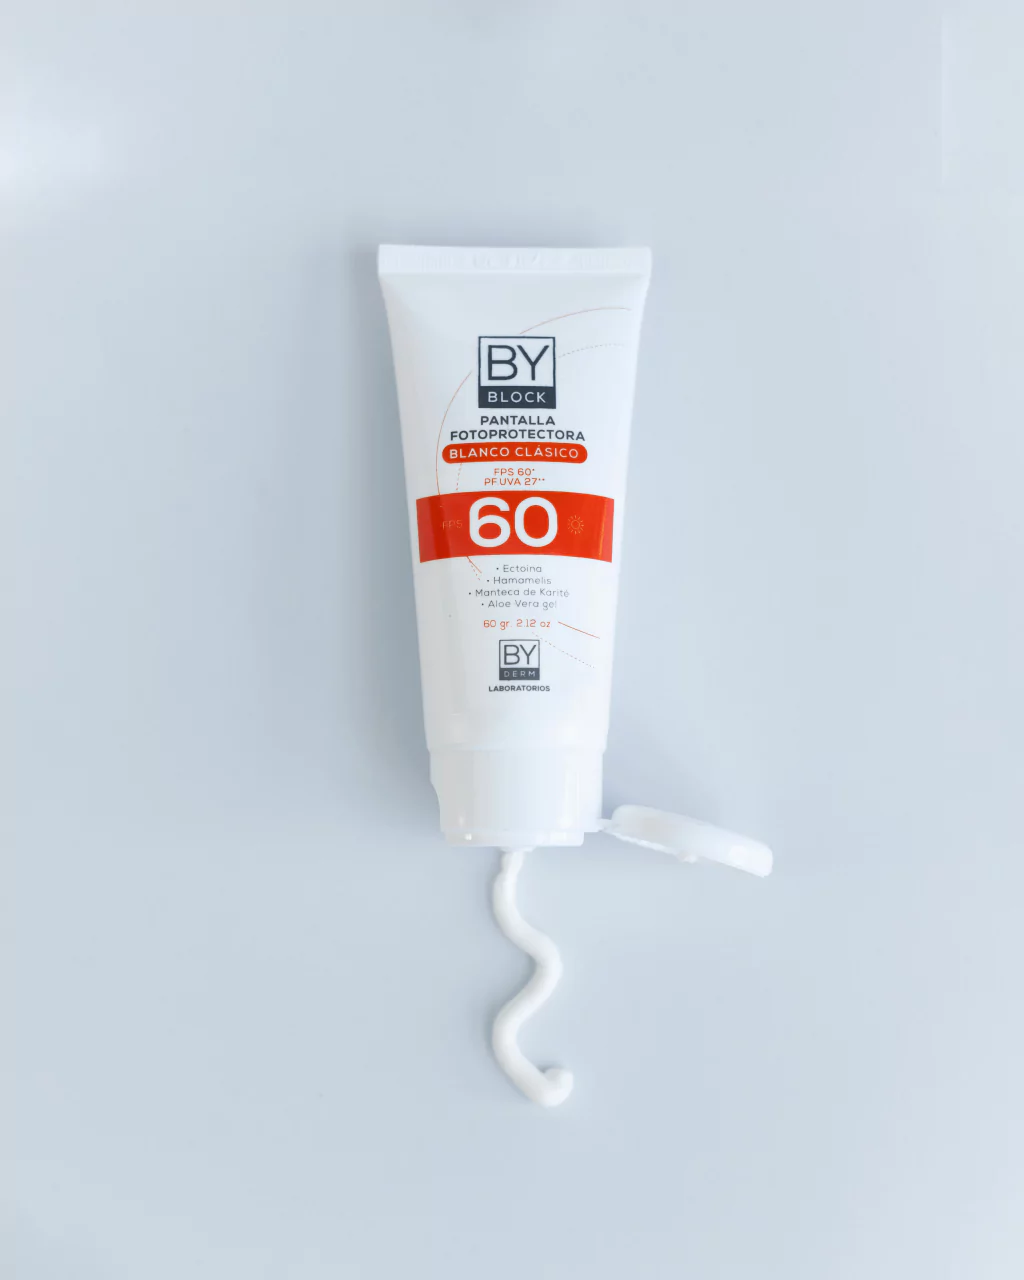 BY
BLOCK
PANTALLA
FOTOPROTECTORA
BLANCO CLÁSICO
FPS 60*
PF.UVA 27**
FPS 60
• Ectoina
• Hamamelis
• Manteca de Karité
• Aloe Vera gel
60 gr. 2.12 oz
BY
DERM
LABORATORIOS